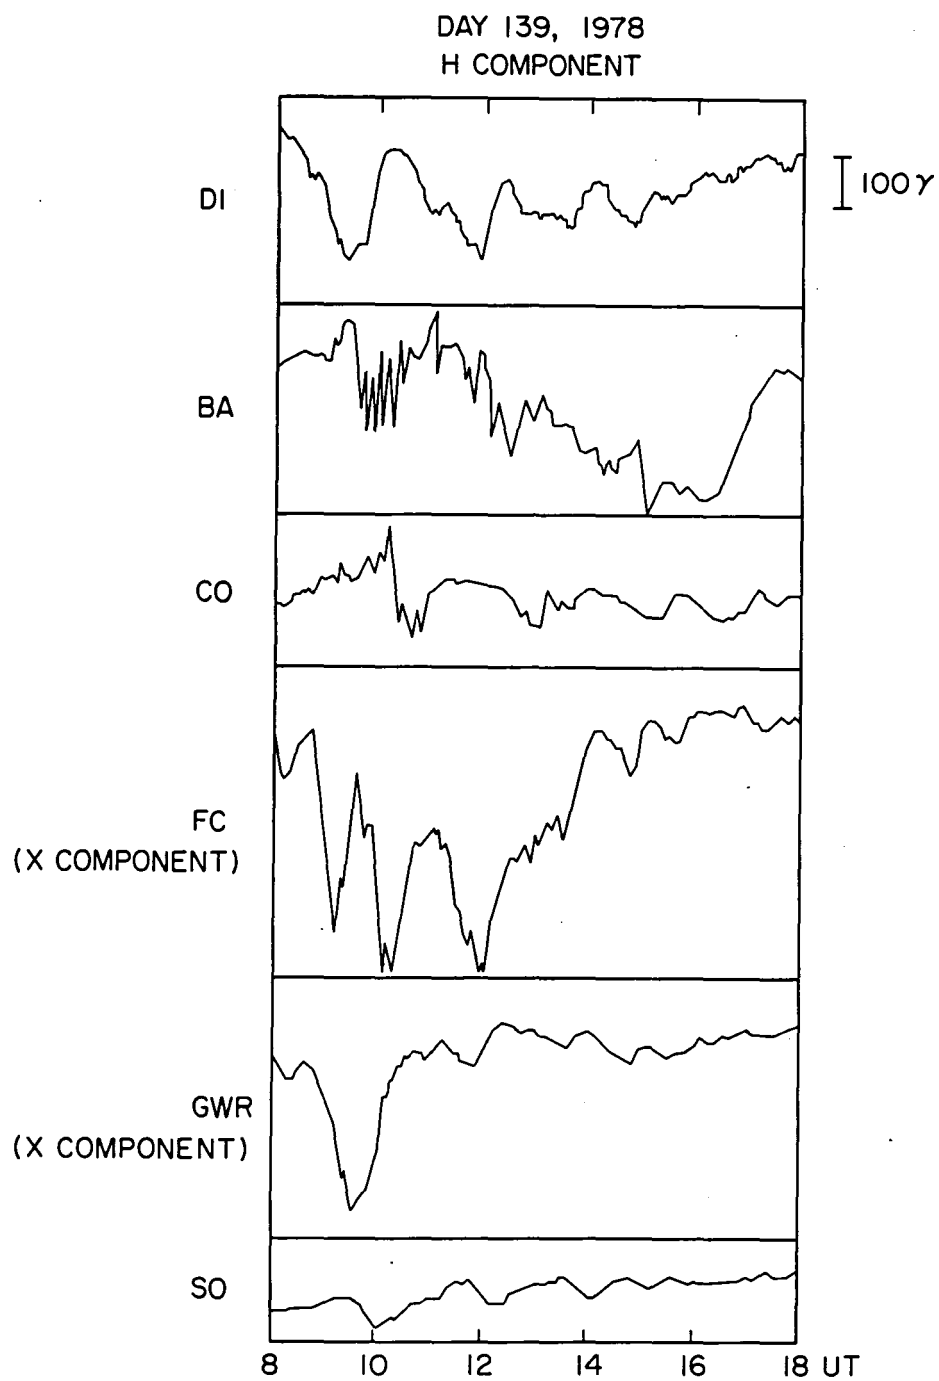 DAY 139, 1978
H COMPONENT
DI
100γ
BA
CO
FC
(X COMPONENT)
GWR
(X COMPONENT)
SO
8 10 12 14 16 18 UT